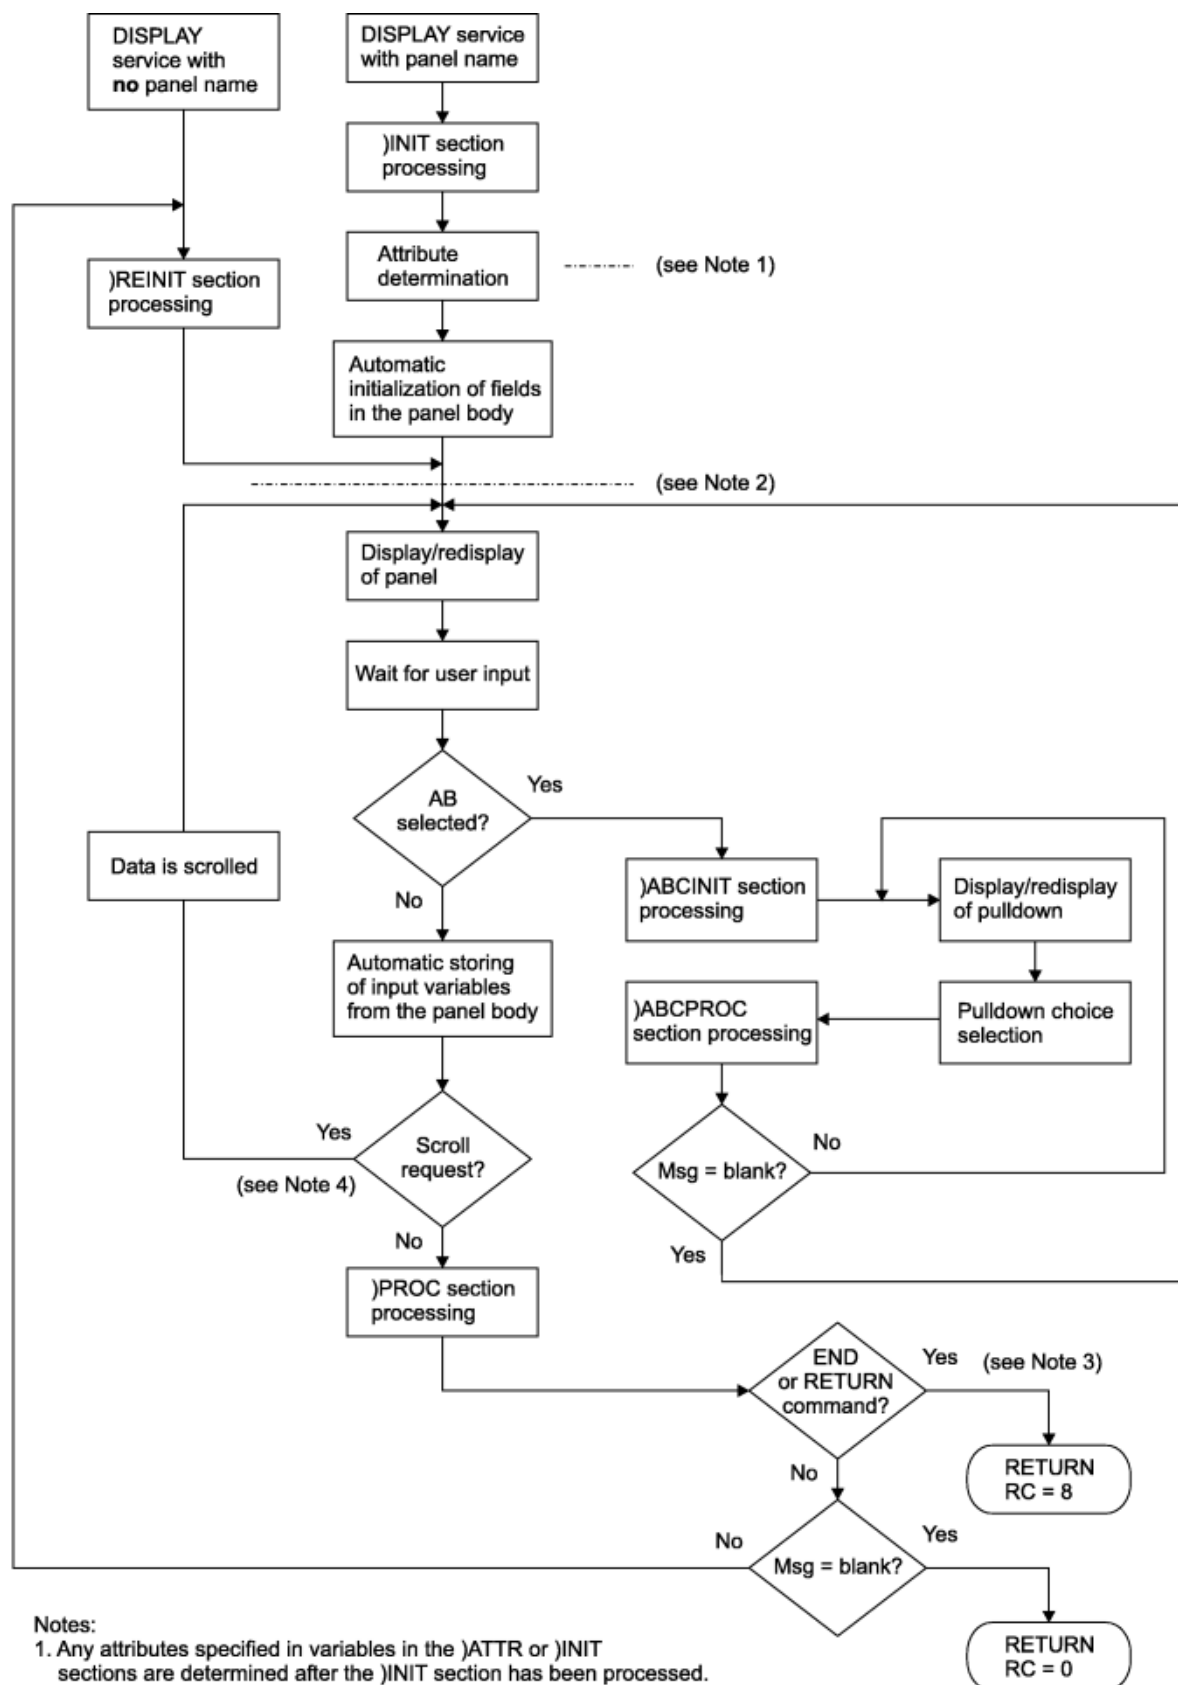 DISPLAY
service with
no panel name
DISPLAY service
with panel name
)INIT section
processing
Attribute
determination
(see Note 1)
)REINIT section
processing
Automatic
initialization of fields
in the panel body
(see Note 2)
Display/redisplay
of panel
Wait for user input
AB
selected?
Yes
No
Data is scrolled
)ABCINIT section
processing
Display/redisplay
of pulldown
Automatic storing
of input variables
from the panel body
)ABCPROC
section processing
Pulldown choice
selection
Yes
Scroll
request?
(see Note 4)
No
Msg = blank?
No
Yes
)PROC section
processing
END
or RETURN
command?
Yes
(see Note 3)
No
RETURN
RC = 8
No
Msg = blank?
Yes
RETURN
RC = 0
Notes:
1. Any attributes specified in variables in the )ATTR or )INIT
sections are determined after the )INIT section has been processed.